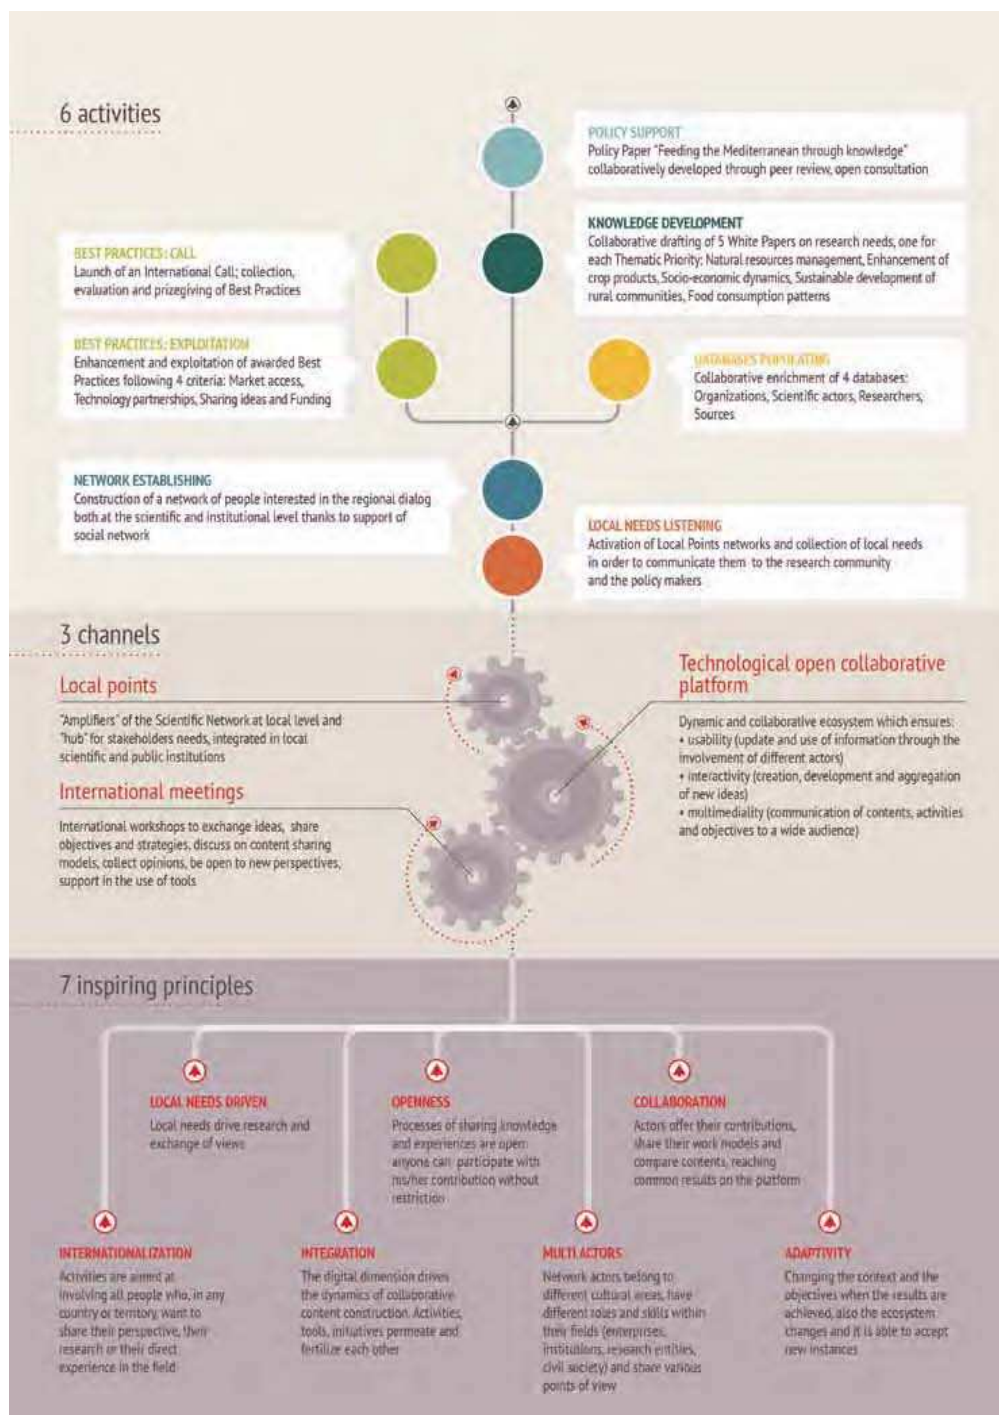 6 activities
POLICY SUPPORT
Policy Paper "Feeding the Mediterranean through knowledge"
collaboratively developed through peer review, open consultation
KNOWLEDGE DEVELOPMENT
Collaborative drafting of 5 White Papers on research needs, one for
each Thematic Priority: Natural resources management, Enhancement of
crop products, Socio-economic dynamics, Sustainable development of
rural communities, Food consumption patterns
BEST PRACTICES: CALL
Launch of an International Call; collection,
evaluation and prizegiving of Best Practices
BEST PRACTICES: EXPLOITATION
Enhancement and exploitation of awarded Best
Practices following 4 criteria: Market access,
Technology partnerships, Sharing ideas and Funding
DATABASES POPULATING
Collaborative enrichment of 4 databases:
Organizations, Scientific actors, Researchers,
Sources
NETWORK ESTABLISHING
Construction of a network of people interested in the regional dialog
both at the scientific and institutional level thanks to support of
social network
LOCAL NEEDS LISTENING
Activation of Local Points networks and collection of local needs
in order to communicate them to the research community
and the policy makers
3 channels
Local points
"Amplifiers" of the Scientific Network at local level and
"hub" for stakeholders needs, integrated in local
scientific and public institutions
International meetings
International workshops to exchange ideas, share
objectives and strategies, discuss on content sharing
models, collect opinions, be open to new perspectives,
support in the use of tools
Technological open collaborative
platform
Dynamic and collaborative ecosystem which ensures:
• usability (update and use of information through the
involvement of different actors)
• interactivity (creation, development and aggregation
of new ideas)
• multimediality (communication of contents, activities
and objectives to a wide audience)
7 inspiring principles
LOCAL NEEDS DRIVEN
Local needs drive research and
exchange of views
OPENNESS
Processes of sharing knowledge
and experiences are open:
anyone can participate with
his/her contribution without
restriction
COLLABORATION
Actors offer their contributions,
share their work models and
compare contents, reaching
common results on the platform
INTERNATIONALIZATION
Activities are aimed at
involving all people who, in any
country or territory, want to
share their perspective, their
research or their direct
experience in the field
INTEGRATION
The digital dimension drives
the dynamics of collaborative
content construction. Activities,
tools, initiatives permeate and
fertilize each other
MULTI ACTORS
Network actors belong to
different cultural areas, have
different roles and skills within
their fields (enterprises,
institutions, research entities,
civil society) and share various
points of view
ADAPTIVITY
Changing the context and the
objectives when the results are
achieved, also the ecosystem
changes and it is able to accept
new instances